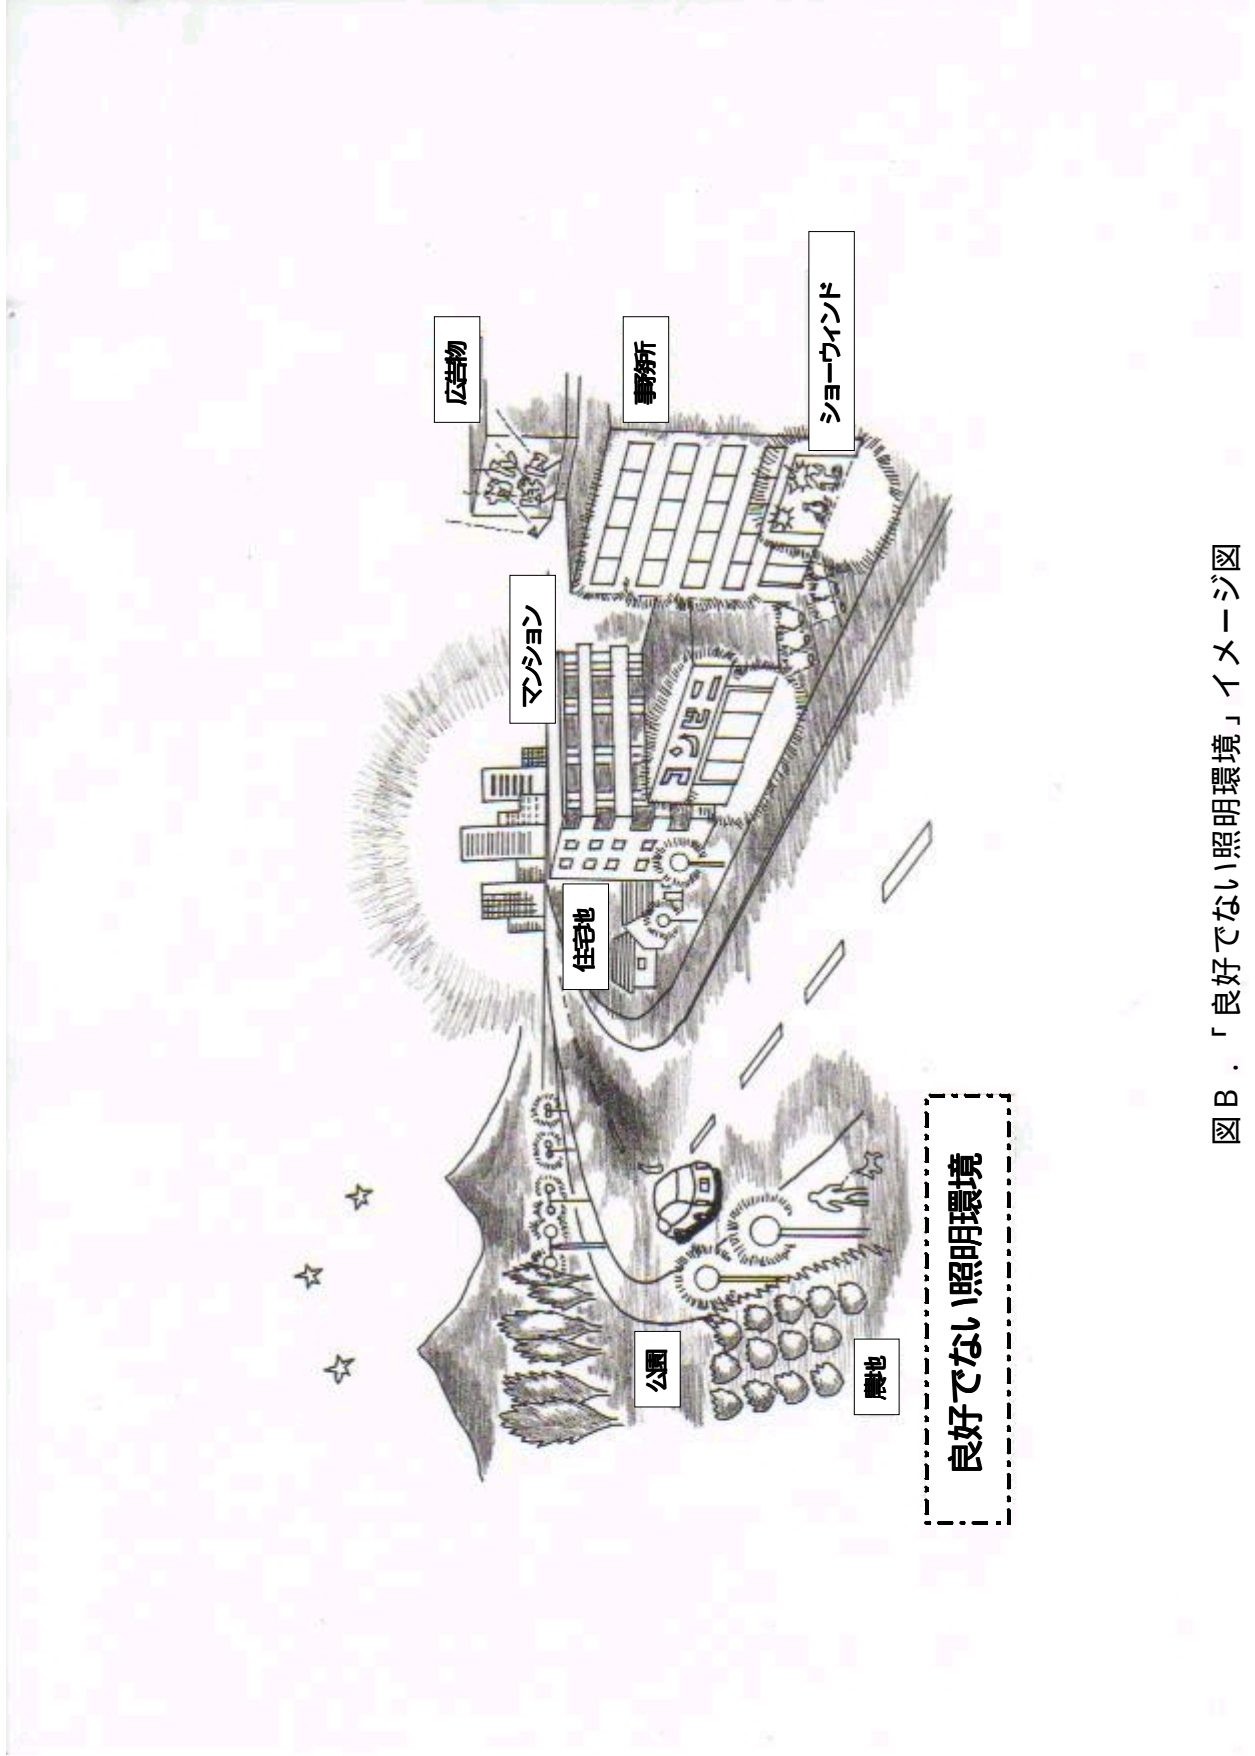 広告物
マンション
事務所
住宅地
ショーウィンド
コンビニ
公園
農地
良好でない照明環境
図B．「良好でない照明環境」イメージ図